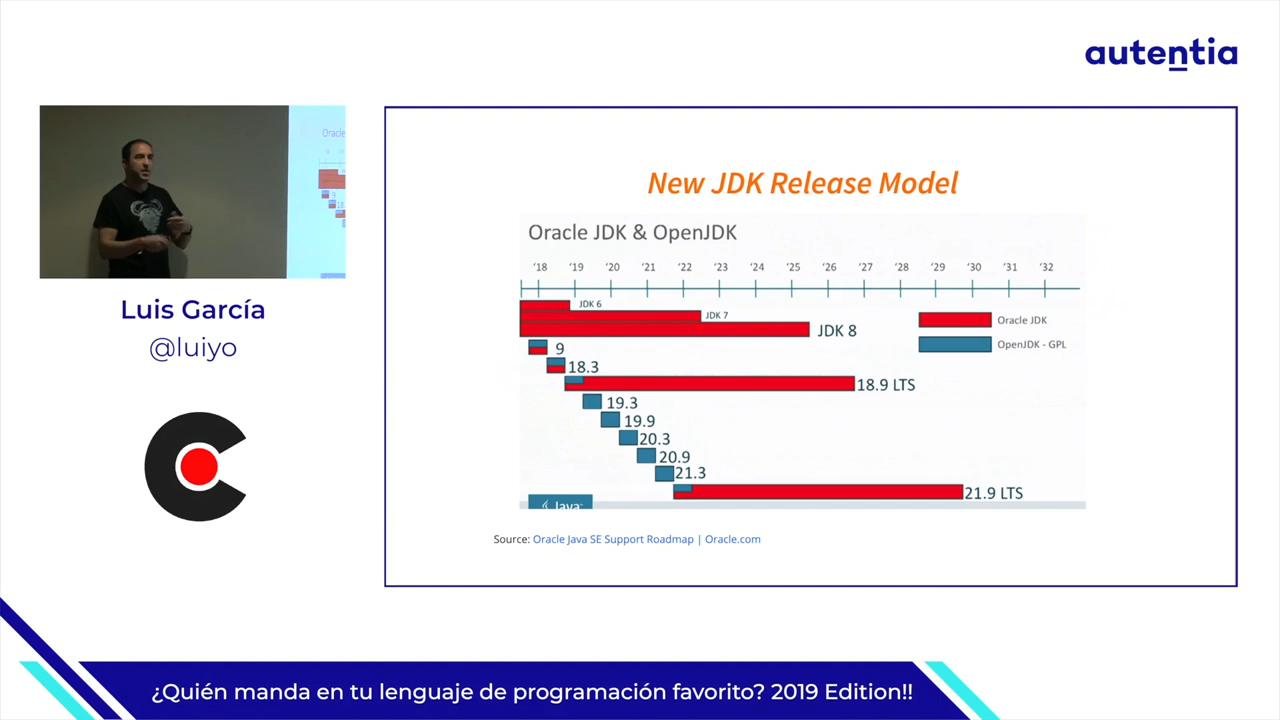 autentia
Oracle
9
18
Luis García
@luiyo
New JDK Release Model
Oracle JDK & OpenJDK
‘18 ‘19 ‘20 ‘21 ‘22 ‘23 ‘24 ‘25 ‘26 ‘27 ‘28 ‘29 ‘30 ‘31 ‘32
JDK 6
JDK 7
JDK 8
Oracle JDK
OpenJDK - GPL
9
18.3
18.9 LTS
19.3
19.9
20.3
20.9
21.3
21.9 LTS
Java
Source: Oracle Java SE Support Roadmap | Oracle.com
¿Quién manda en tu lenguaje de programación favorito? 2019 Edition!!